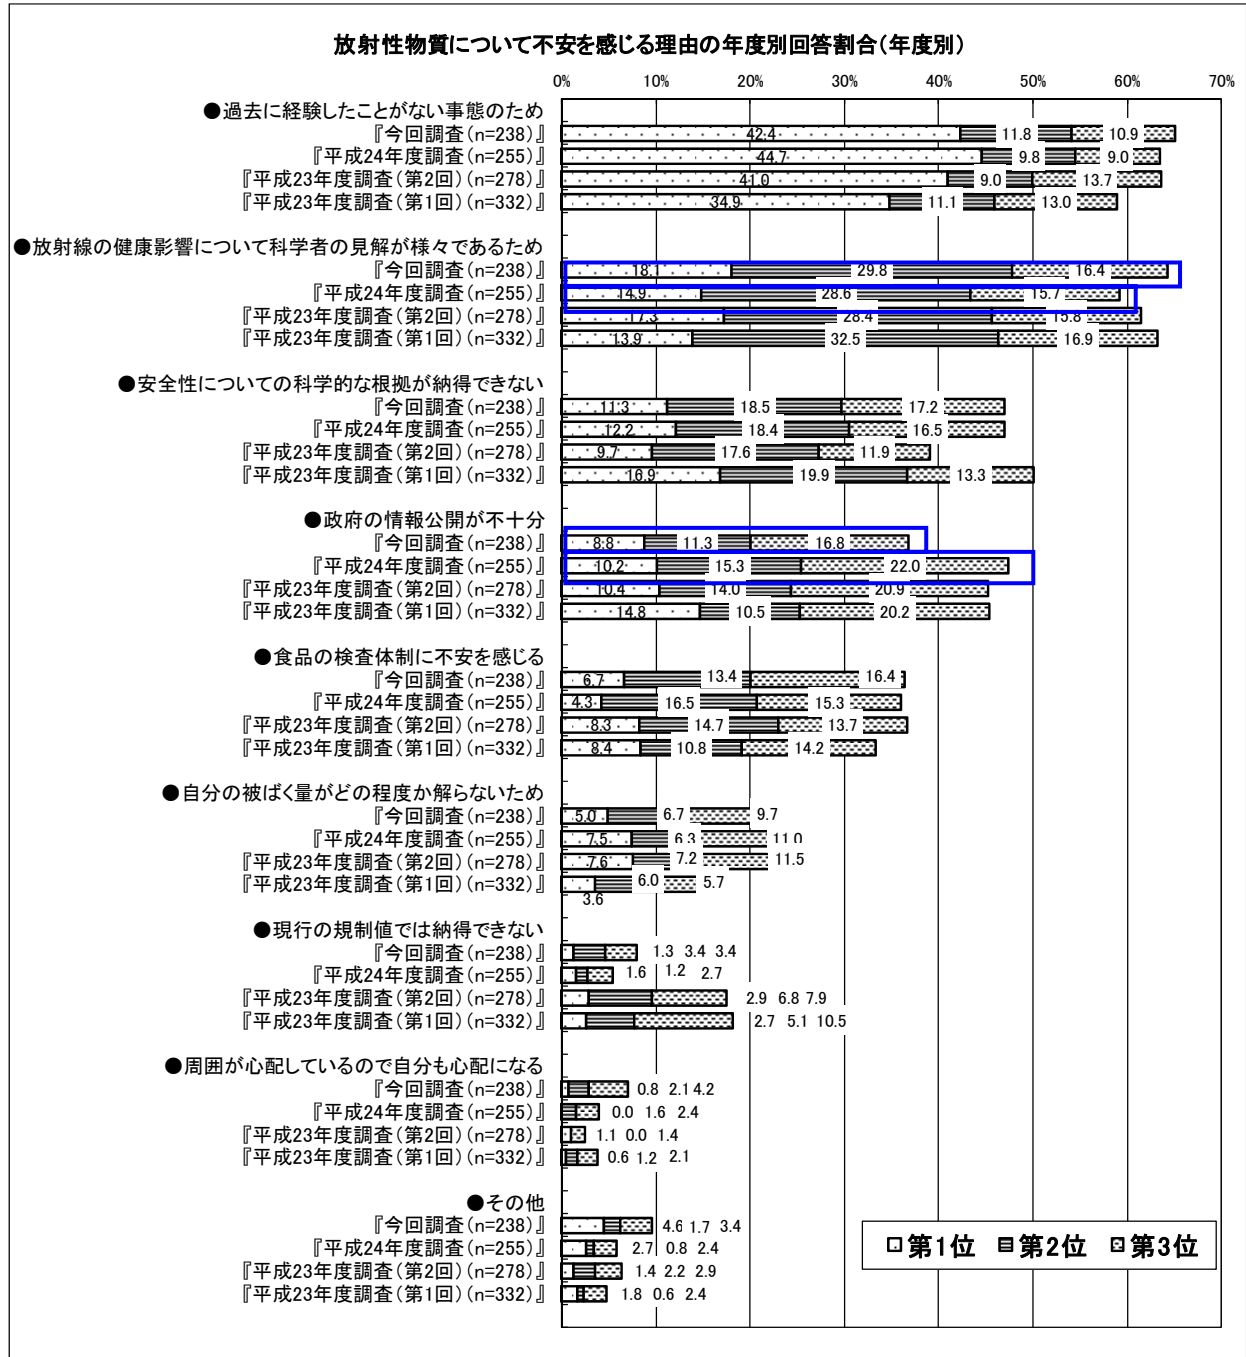 放射性物質について不安を感じる理由の年度別回答割合(年度別)
0% 10% 20% 30% 40% 50% 60% 70%
●過去に経験したことがない事態のため
『今回調査(n=238)』 42.4 11.8 10.9
『平成24年度調査(n=255)』 44.7 9.8 9.0
『平成23年度調査(第2回)(n=278)』 41.0 9.0 13.7
『平成23年度調査(第1回)(n=332)』 34.9 11.1 13.0
●放射線の健康影響について科学者の見解が様々であるため
『今回調査(n=238)』 18.1 29.8 16.4
『平成24年度調査(n=255)』 14.9 28.6 15.7
『平成23年度調査(第2回)(n=278)』 17.3 28.4 15.8
『平成23年度調査(第1回)(n=332)』 13.9 32.5 16.9
●安全性についての科学的な根拠が納得できない
『今回調査(n=238)』 11.3 18.5 17.2
『平成24年度調査(n=255)』 12.2 18.4 16.5
『平成23年度調査(第2回)(n=278)』 9.7 17.6 11.9
『平成23年度調査(第1回)(n=332)』 16.9 19.9 13.3
●政府の情報公開が不十分
『今回調査(n=238)』 8.8 11.3 16.8
『平成24年度調査(n=255)』 10.2 15.3 22.0
『平成23年度調査(第2回)(n=278)』 10.4 14.0 20.9
『平成23年度調査(第1回)(n=332)』 14.8 10.5 20.2
●食品の検査体制に不安を感じる
『今回調査(n=238)』 6.7 13.4 16.4
『平成24年度調査(n=255)』 4.3 16.5 15.3
『平成23年度調査(第2回)(n=278)』 8.3 14.7 13.7
『平成23年度調査(第1回)(n=332)』 8.4 10.8 14.2
●自分の被ばく量がどの程度か解らないため
『今回調査(n=238)』 5.0 6.7 9.7
『平成24年度調査(n=255)』 7.5 6.3 11.0
『平成23年度調査(第2回)(n=278)』 7.6 7.2 11.5
『平成23年度調査(第1回)(n=332)』 3.6 6.0 5.7
●現行の規制値では納得できない
『今回調査(n=238)』 1.3 3.4 3.4
『平成24年度調査(n=255)』 1.6 1.2 2.7
『平成23年度調査(第2回)(n=278)』 2.9 6.8 7.9
『平成23年度調査(第1回)(n=332)』 2.7 5.1 10.5
●周囲が心配しているので自分も心配になる
『今回調査(n=238)』 0.8 2.1 4.2
『平成24年度調査(n=255)』 0.0 1.6 2.4
『平成23年度調査(第2回)(n=278)』 1.1 0.0 1.4
『平成23年度調査(第1回)(n=332)』 0.6 1.2 2.1
●その他
『今回調査(n=238)』 4.6 1.7 3.4
『平成24年度調査(n=255)』 2.7 0.8 2.4
『平成23年度調査(第2回)(n=278)』 1.4 2.2 2.9
『平成23年度調査(第1回)(n=332)』 1.8 0.6 2.4
第1位 第2位 第3位